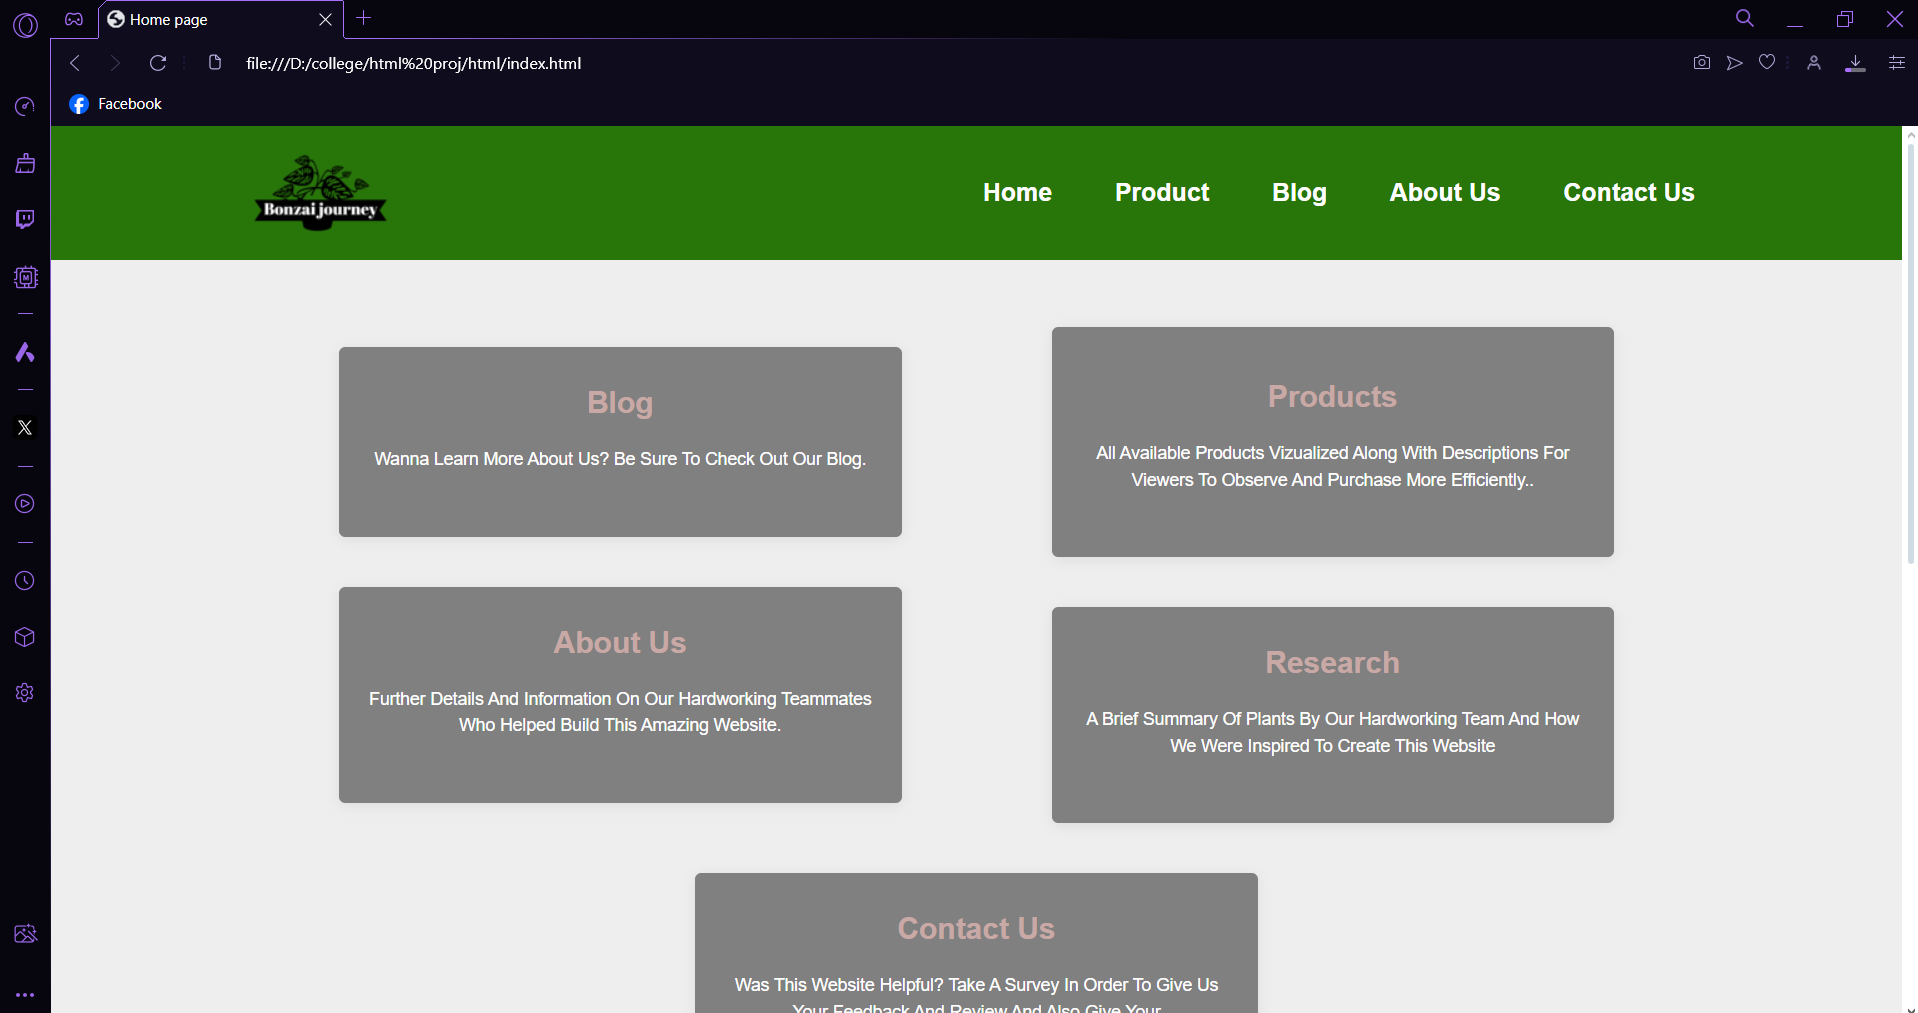 Home page
file:///D:/college/html%20proj/html/index.html
Facebook
Bonzai journey
Home Product Blog About Us Contact Us
Blog
Wanna Learn More About Us? Be Sure To Check Out Our Blog.
Products
All Available Products Vizualized Along With Descriptions For
Viewers To Observe And Purchase More Efficiently..
About Us
Further Details And Information On Our Hardworking Teammates
Who Helped Build This Amazing Website.
Research
A Brief Summary Of Plants By Our Hardworking Team And How
We Were Inspired To Create This Website
Contact Us
Was This Website Helpful? Take A Survey In Order To Give Us
Your Feedback And Review And Also Give Your